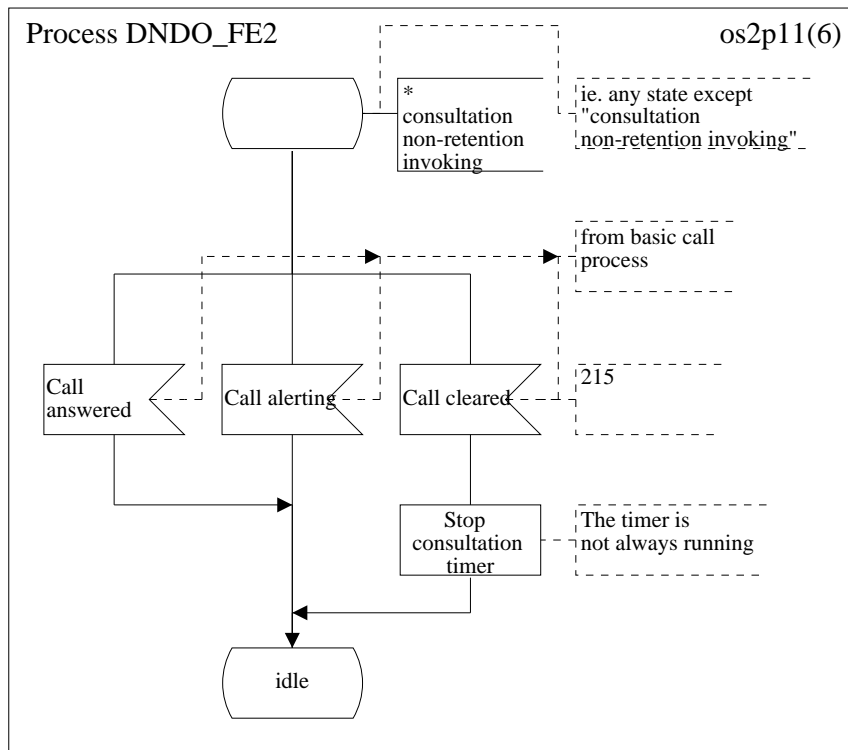 Process DNDO_FE2
os2p11(6)
*
consultation
non-retention
invoking
ie. any state except
"consultation
non-retention invoking"
from basic call
process
Call
answered
Call alerting
Call cleared
215
Stop
consultation
timer
The timer is
not always running
idle